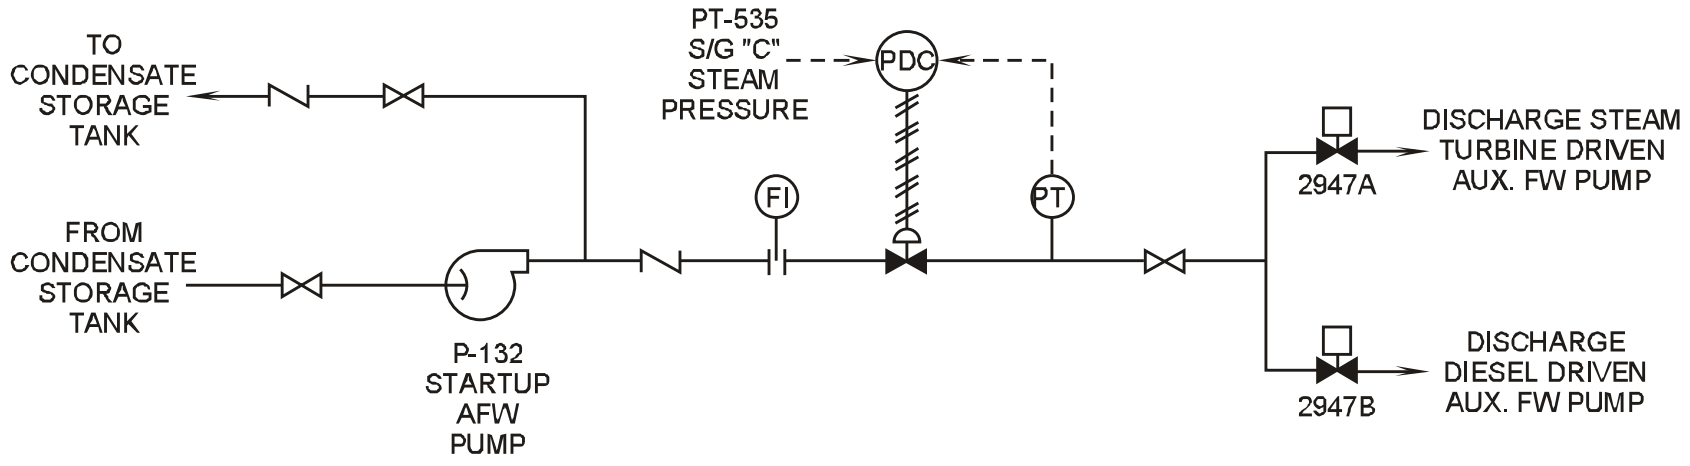 TO
CONDENSATE
STORAGE
TANK
FROM
CONDENSATE
STORAGE
TANK
P-132
STARTUP
AFW
PUMP
FI
PT-535
S/G "C"
STEAM
PRESSURE
PDC
PT
2947A
DISCHARGE STEAM
TURBINE DRIVEN
AUX. FW PUMP
2947B
DISCHARGE
DIESEL DRIVEN
AUX. FW PUMP